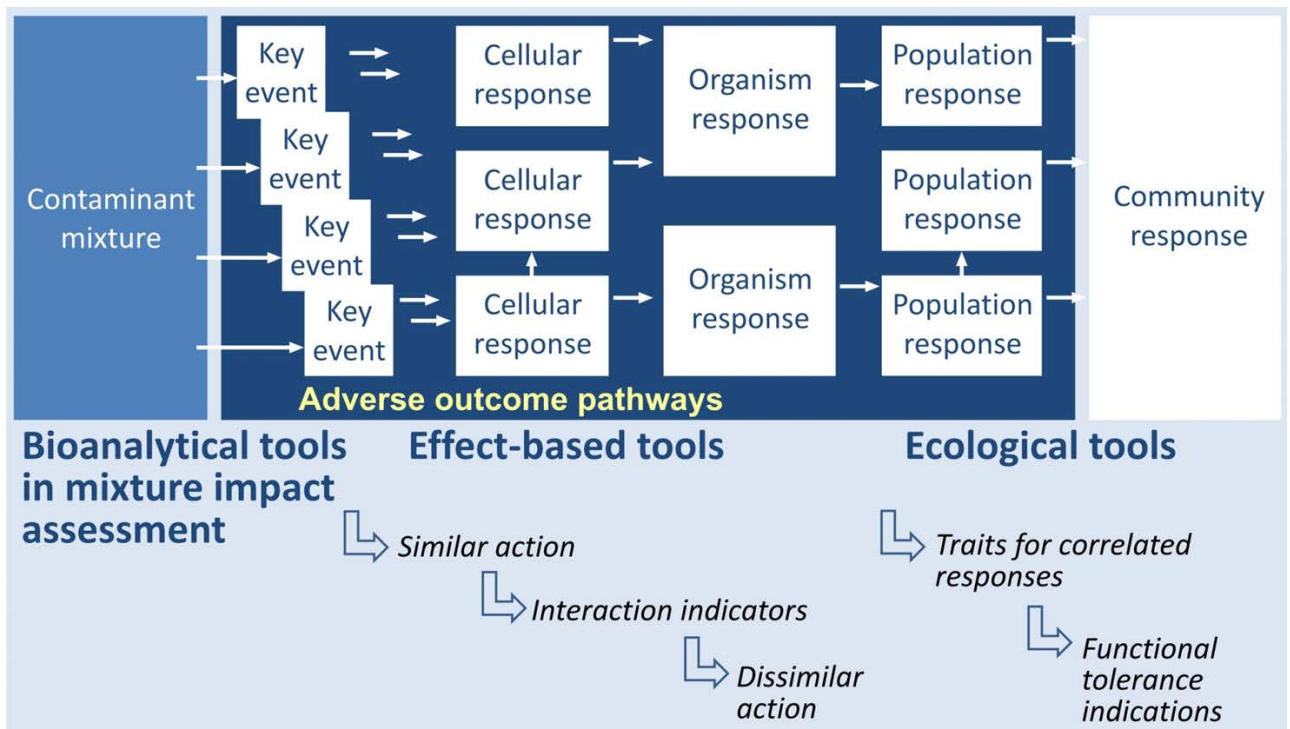 Contaminant
mixture
Key
event
Key
event
Key
event
Key
event
Cellular
response
Cellular
response
Cellular
response
Organism
response
Organism
response
Population
response
Population
response
Population
response
Community
response
Adverse outcome pathways
Bioanalytical tools
in mixture impact
assessment
Effect-based tools
Similar action
Interaction indicators
Dissimilar
action
Ecological tools
Traits for correlated
responses
Functional
tolerance
indications